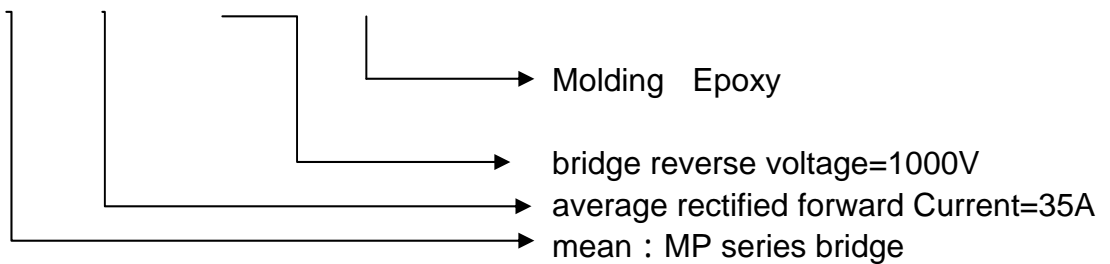 Molding Epoxy
bridge reverse voltage=1000V
average rectified forward Current=35A
mean：MP series bridge